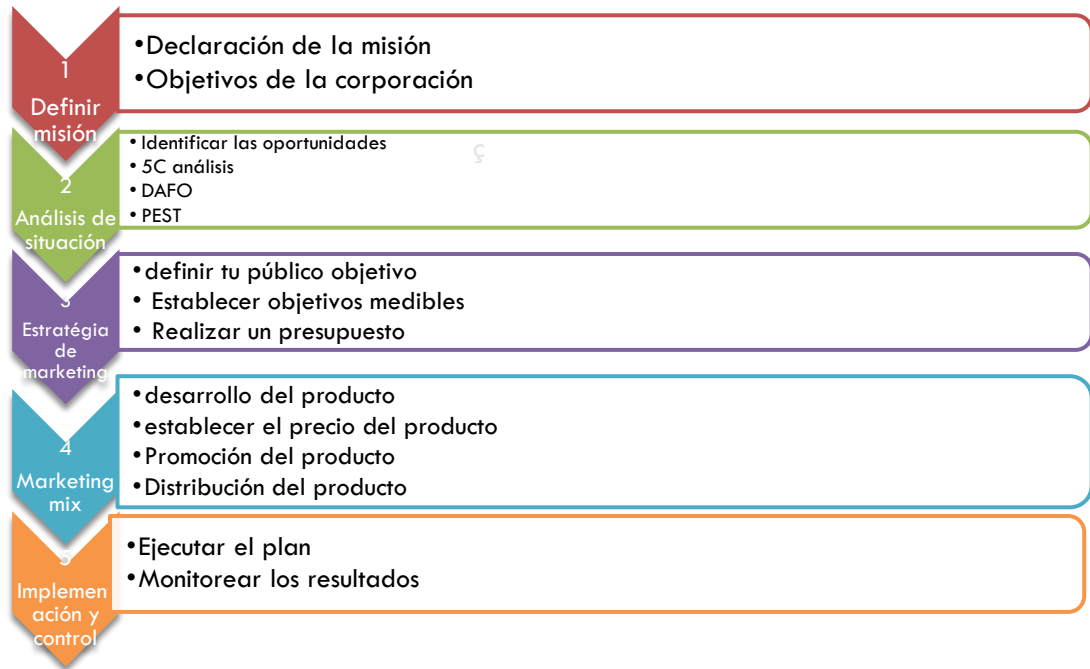 1
Definir
misión
•Declaración de la misión
•Objetivos de la corporación
2
Análisis de
situación
• Identificar las oportunidades
ç
• 5C análisis
• DAFO
• PEST
3
Estratégia
de
marketing
•definir tu público objetivo
• Establecer objetivos medibles
• Realizar un presupuesto
4
Marketing
mix
•desarrollo del producto
•establecer el precio del producto
•Promoción del producto
•Distribución del producto
5
Implemen
ación y
control
•Ejecutar el plan
•Monitorear los resultados